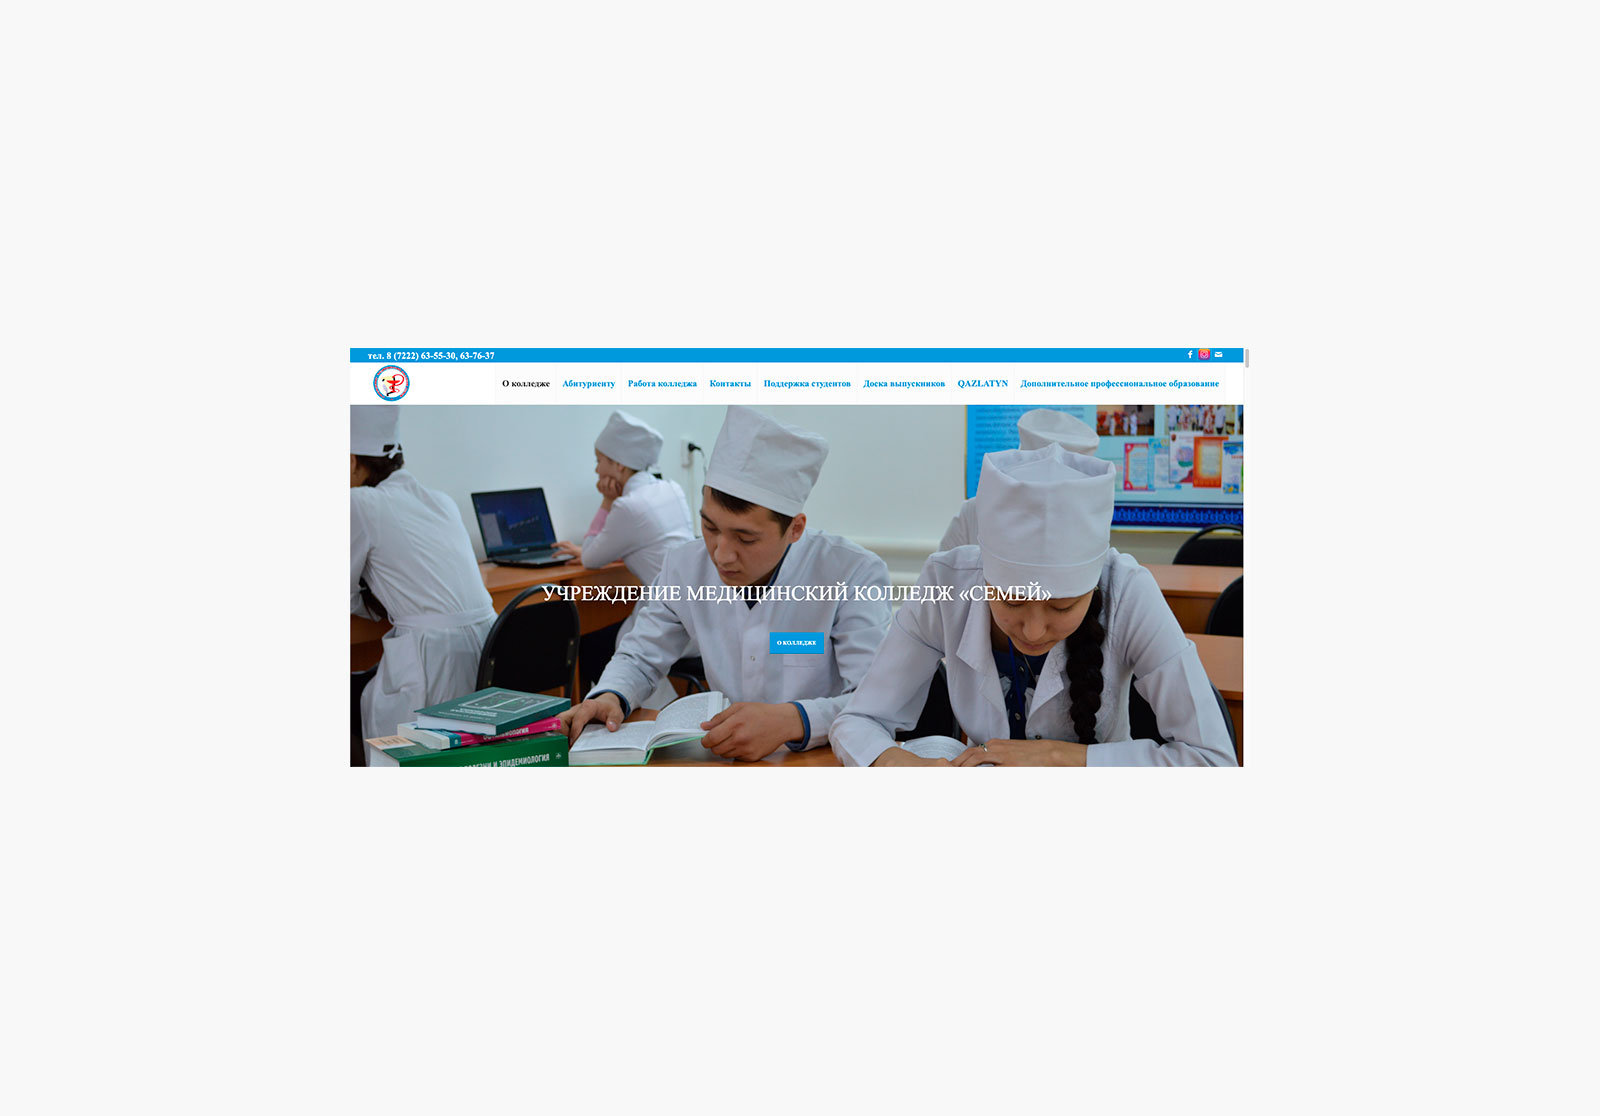 тел. 8 (7222) 63-55-30, 63-76-37
О колледже Абитуриенту Работа колледжа Контакты Поддержка студентов Доска выпускников QAZLATYN Дополнительное профессиональное образование
УЧРЕЖДЕНИЕ МЕДИЦИНСКИЙ КОЛЛЕДЖ «СЕМЕЙ»
О КОЛЛЕДЖЕ
И ЭПИДЕМИОЛОГИЯ